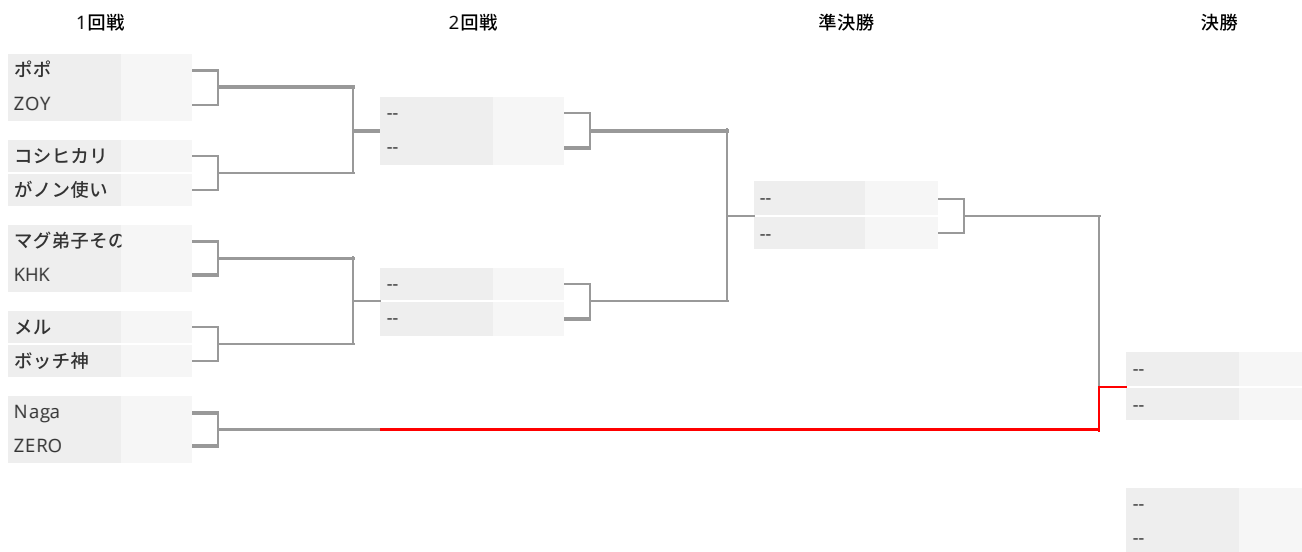 1回戦
2回戦
準決勝
決勝
ポポ
ZOY
コシヒカリ
がノン使い
マグ弟子その
KHK
メル
ボッチ神
Naga
ZERO
--
--
--
--
--
--
--
--
--
--